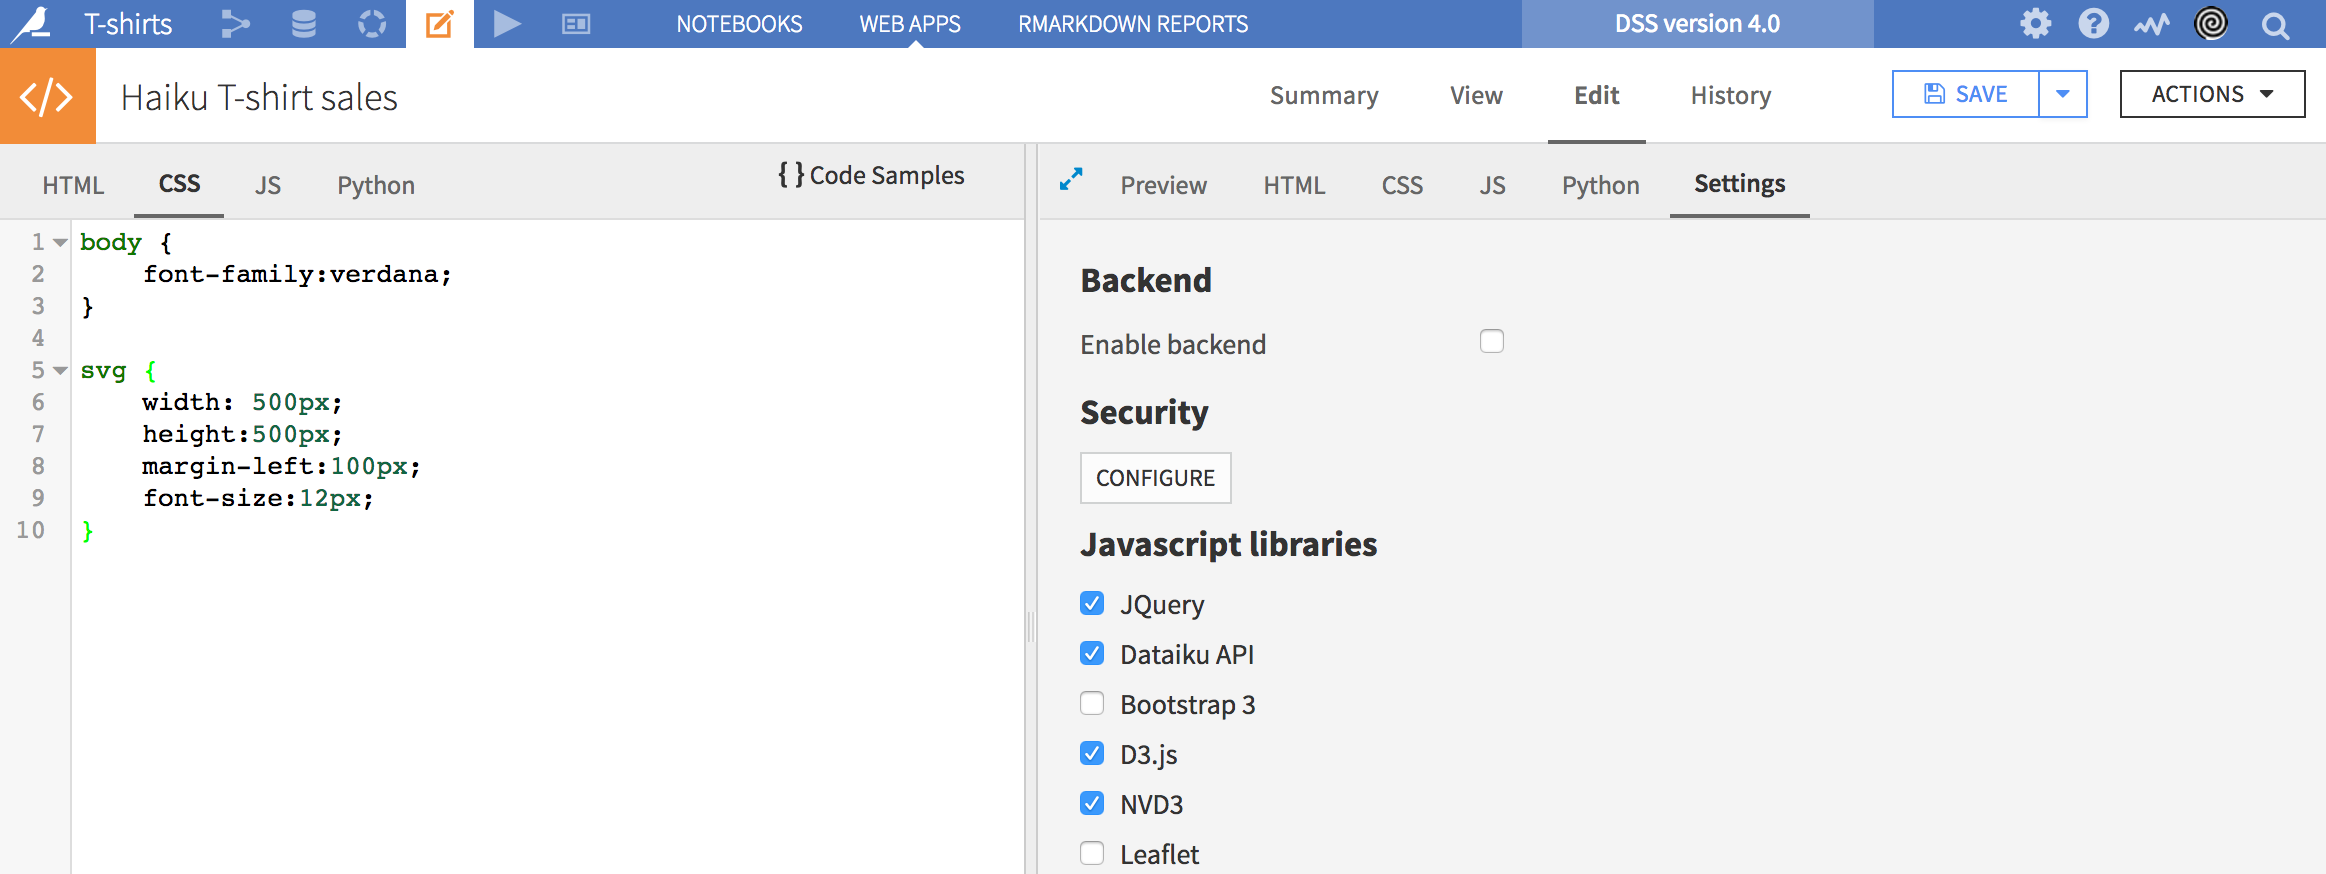 T-shirts NOTEBOOKS WEB APPS RMARKDOWN REPORTS DSS version 4.0
</> Haiku T-shirt sales Summary View Edit History SAVE ACTIONS
HTML CSS JS Python { } Code Samples
1 body {
2 font-family:verdana;
3 }
4
5 svg {
6 width: 500px;
7 height:500px;
8 margin-left:100px;
9 font-size:12px;
10 }
Preview HTML CSS JS Python Settings
Backend
Enable backend
Security
CONFIGURE
Javascript libraries
JQuery
Dataiku API
Bootstrap 3
D3.js
NVD3
Leaflet